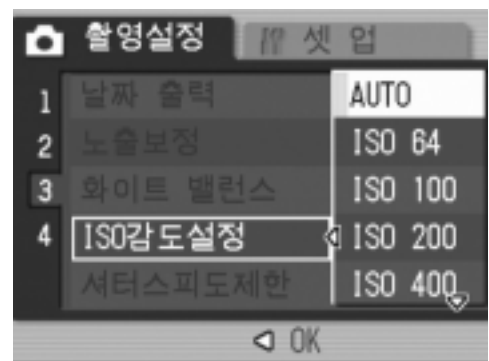 촬영설정 셋 업
1 날짜 출력 AUTO
2 노출보정 ISO 64
3 화이트 밸런스 ISO 100
4 ISO감도설정 ISO 200
셔터스피도제한 ISO 400
OK